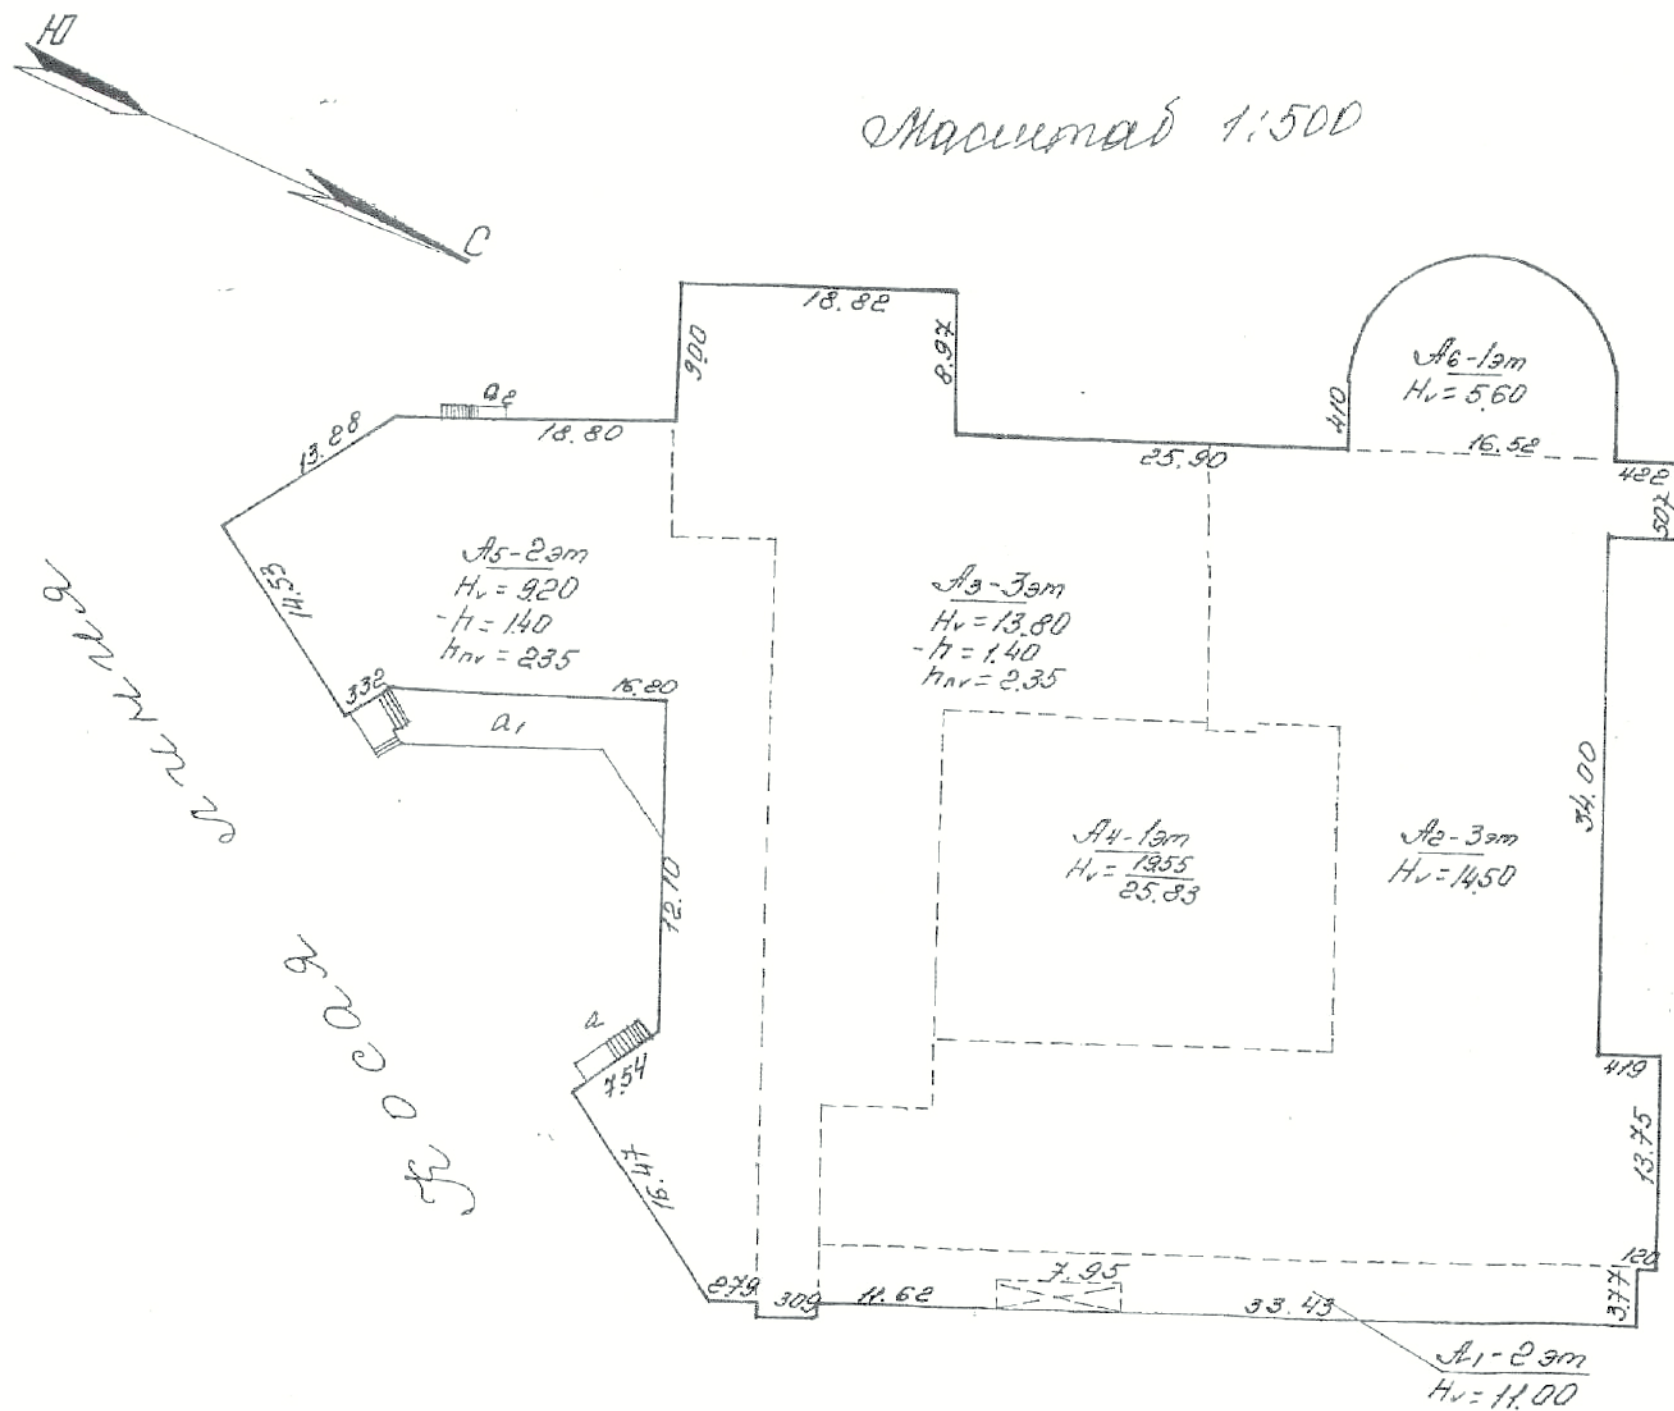 Ю
С
Масштаб 1:500
18.82
9.00
8.97
А6-1эт
Hv=5.60
4.10
16.52
4.22
5.07
а2
18.80
25.90
13.28
14.53
А5-2эт
Hv=9.20
-h=1.40
hпv=2.35
А3-3эт
Hv=13.80
-h=1.40
hпv=2.35
3.32
16.20
а1
34.00
А4-1эт
Hv=19.55
25.83
А2-3эт
Hv=14.50
12.10
а
7.54
4.19
13.75
16.47
1.20
3.77
2.79
3.09
11.62
7.95
33.43
А1-2эт
Hv=11.00
Косая линия